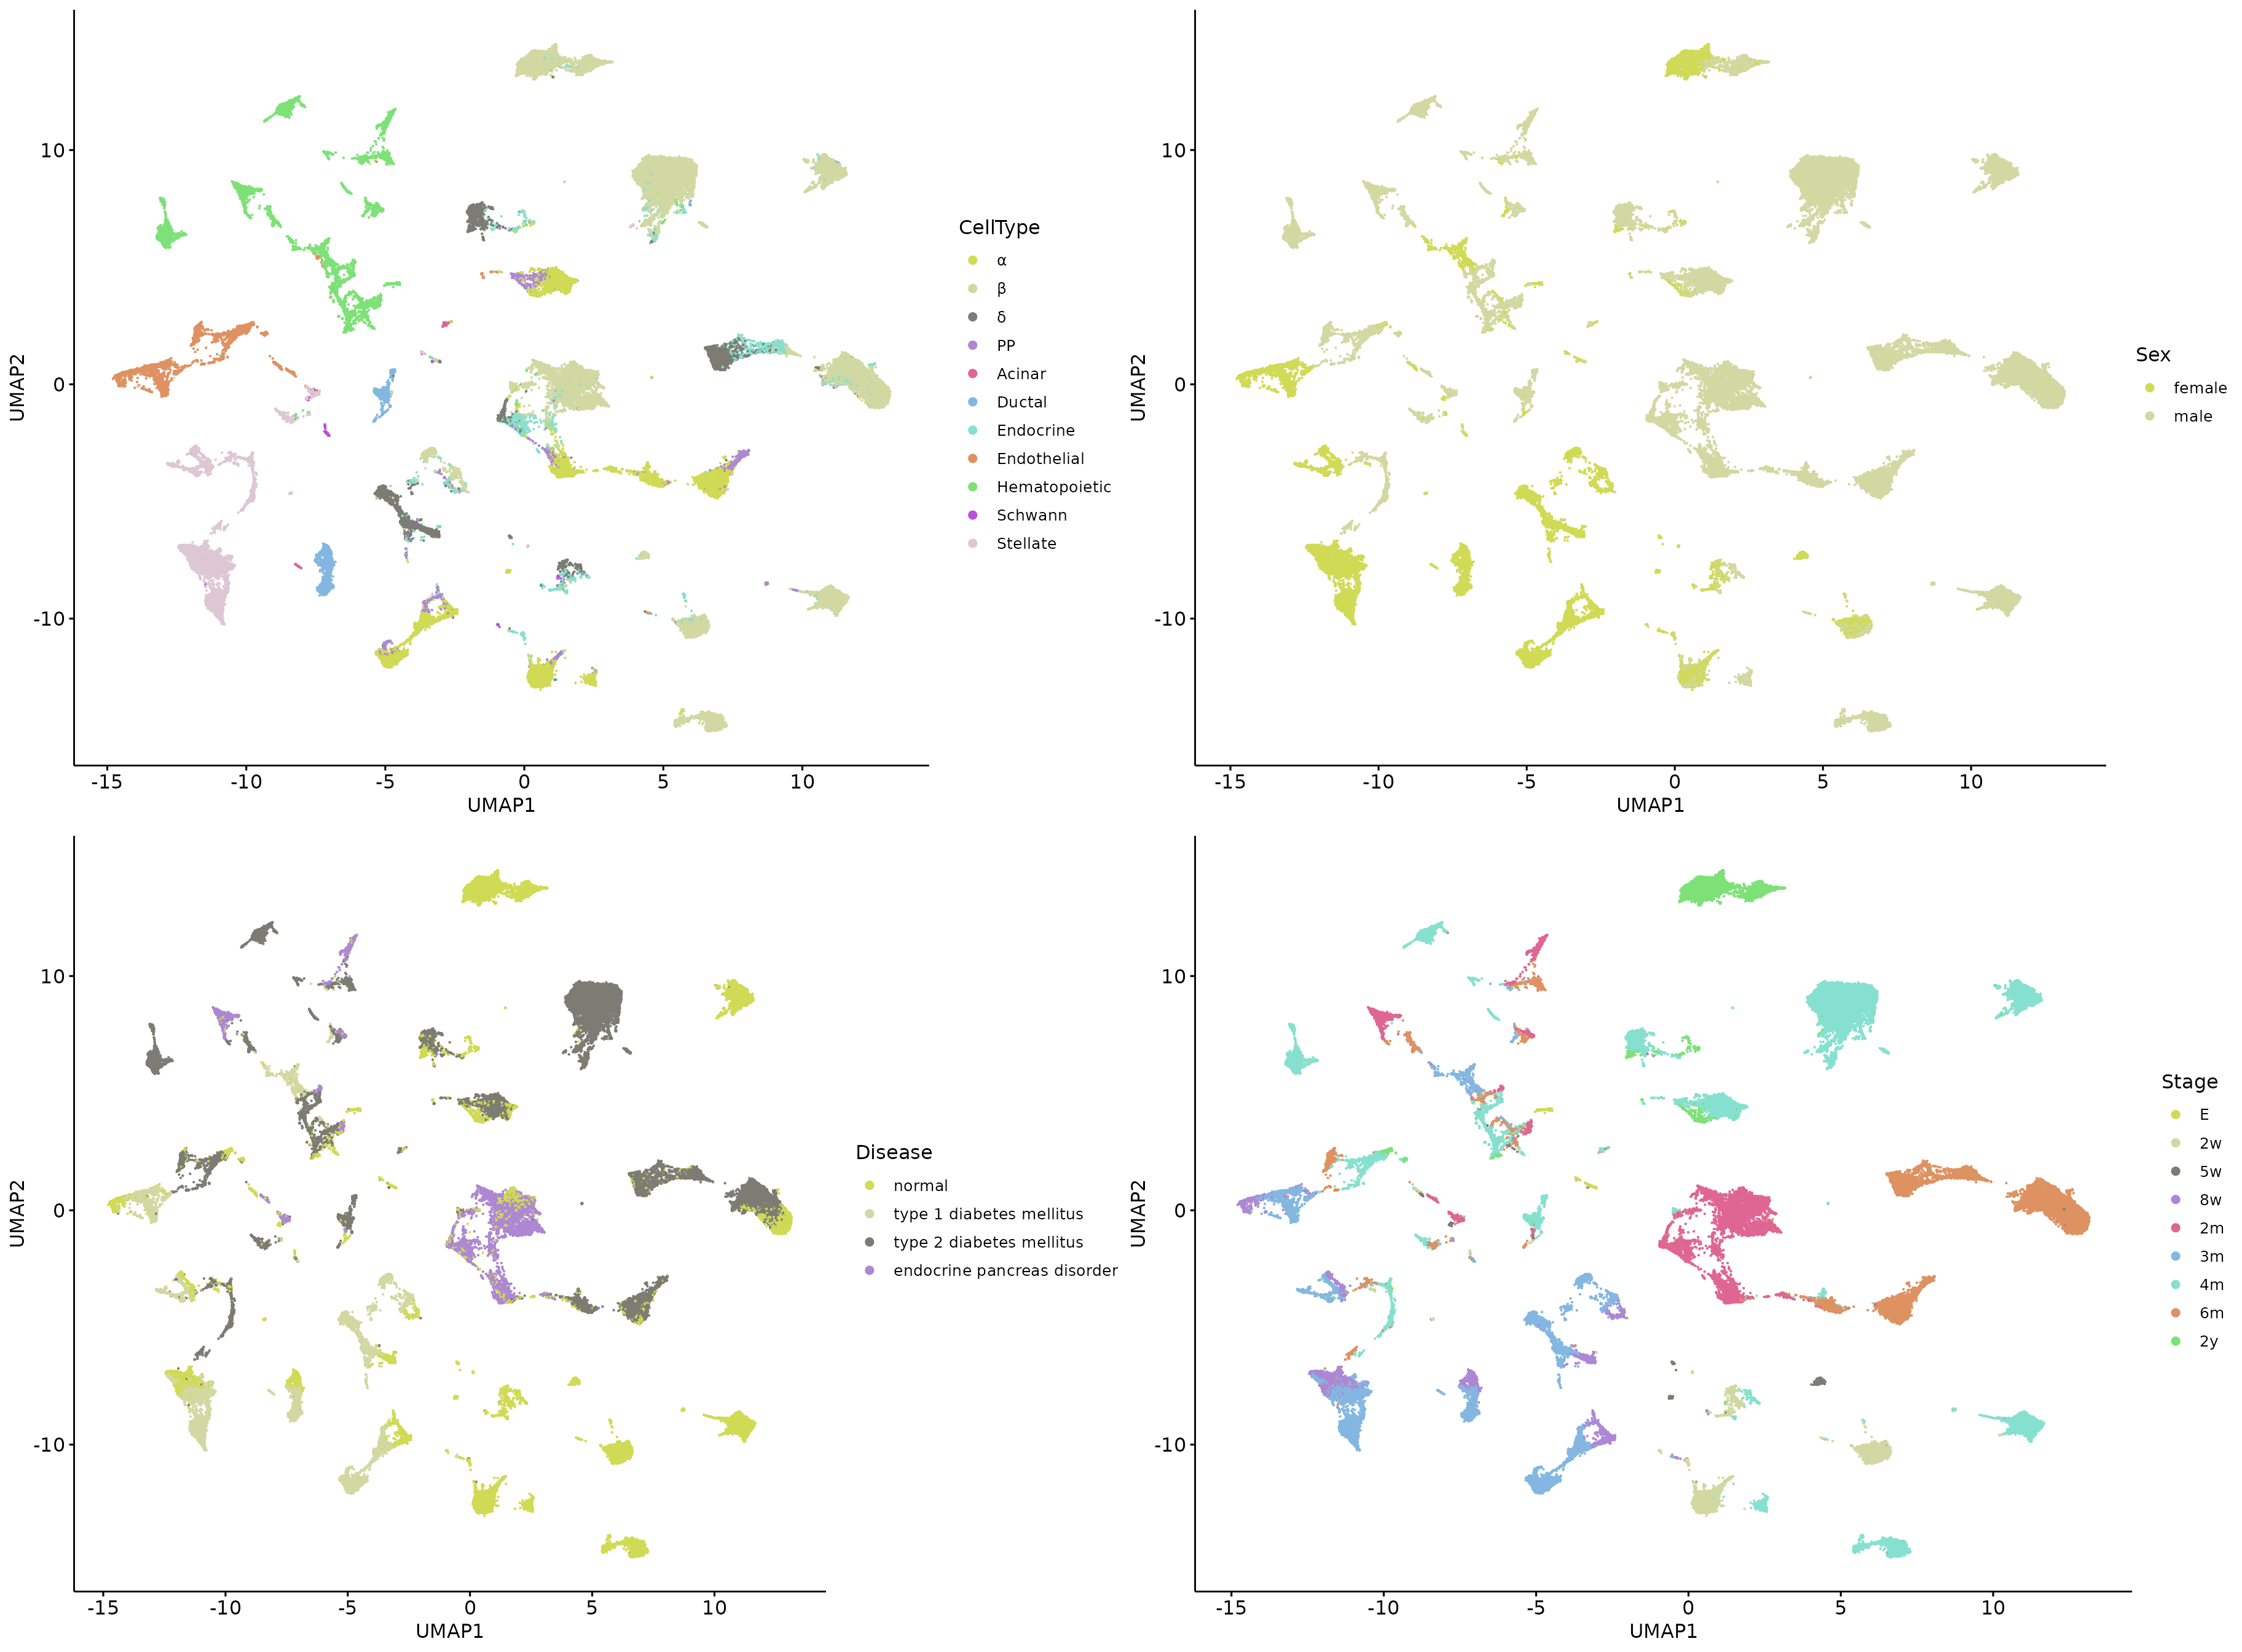 10
0
-10
UMAP2
-15
-10
-5
0
5
10
UMAP1
CellType
α
β
δ
PP
Acinar
Ductal
Endocrine
Endothelial
Hematopoietic
Schwann
Stellate
10
0
-10
UMAP2
-15
-10
-5
0
5
10
UMAP1
Sex
female
male
10
0
-10
UMAP2
-15
-10
-5
0
5
10
UMAP1
Disease
normal
type 1 diabetes mellitus
type 2 diabetes mellitus
endocrine pancreas disorder
10
0
-10
UMAP2
-15
-10
-5
0
5
10
UMAP1
Stage
E
2w
5w
8w
2m
3m
4m
6m
2y